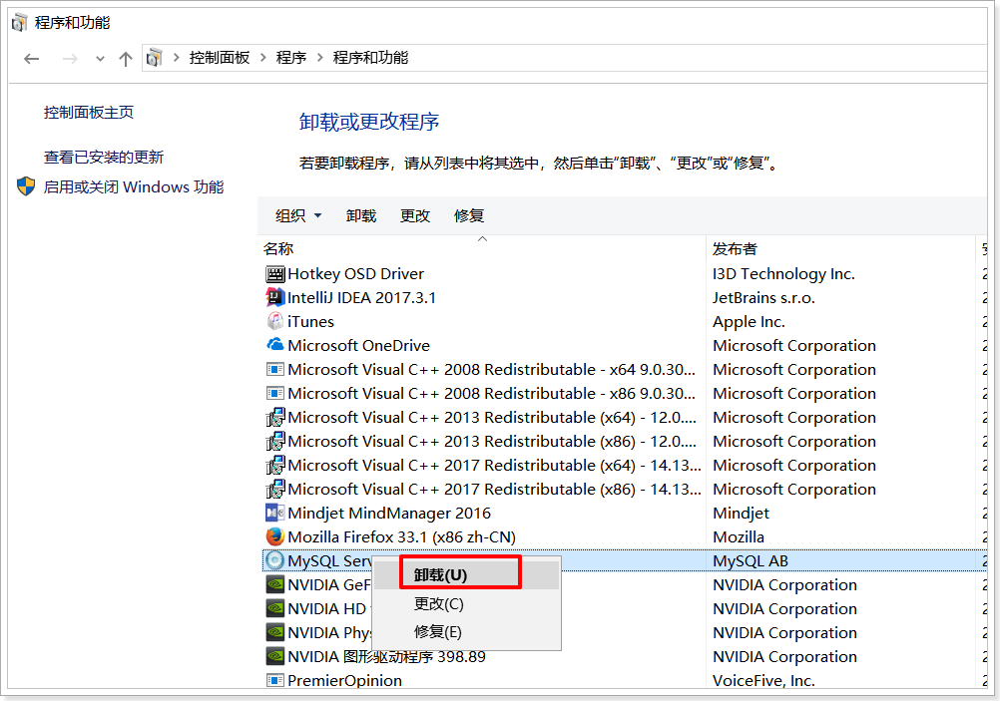 程序和功能
控制面板 程序 程序和功能
控制面板主页
查看已安装的更新
启用或关闭 Windows 功能
卸载或更改程序
若要卸载程序，请从列表中将其选中，然后单击“卸载”、“更改”或“修复”。
组织 卸载 更改 修复
名称 发布者
Hotkey OSD Driver I3D Technology Inc.
IntelliJ IDEA 2017.3.1 JetBrains s.r.o.
iTunes Apple Inc.
Microsoft OneDrive Microsoft Corporation
Microsoft Visual C++ 2008 Redistributable - x64 9.0.30... Microsoft Corporation
Microsoft Visual C++ 2008 Redistributable - x86 9.0.30... Microsoft Corporation
Microsoft Visual C++ 2013 Redistributable (x64) - 12.0.... Microsoft Corporation
Microsoft Visual C++ 2013 Redistributable (x86) - 12.0.... Microsoft Corporation
Microsoft Visual C++ 2017 Redistributable (x64) - 14.13... Microsoft Corporation
Microsoft Visual C++ 2017 Redistributable (x86) - 14.13... Microsoft Corporation
Mindjet MindManager 2016 Mindjet
Mozilla Firefox 33.1 (x86 zh-CN) Mozilla
MySQL MySQL AB
卸载(U)
NVIDIA NVIDIA Corporation
更改(C)
NVIDIA HD NVIDIA Corporation
修复(E)
NVIDIA NVIDIA Corporation
NVIDIA 图形驱动程序 398.89 NVIDIA Corporation
PremierOpinion VoiceFive, Inc.